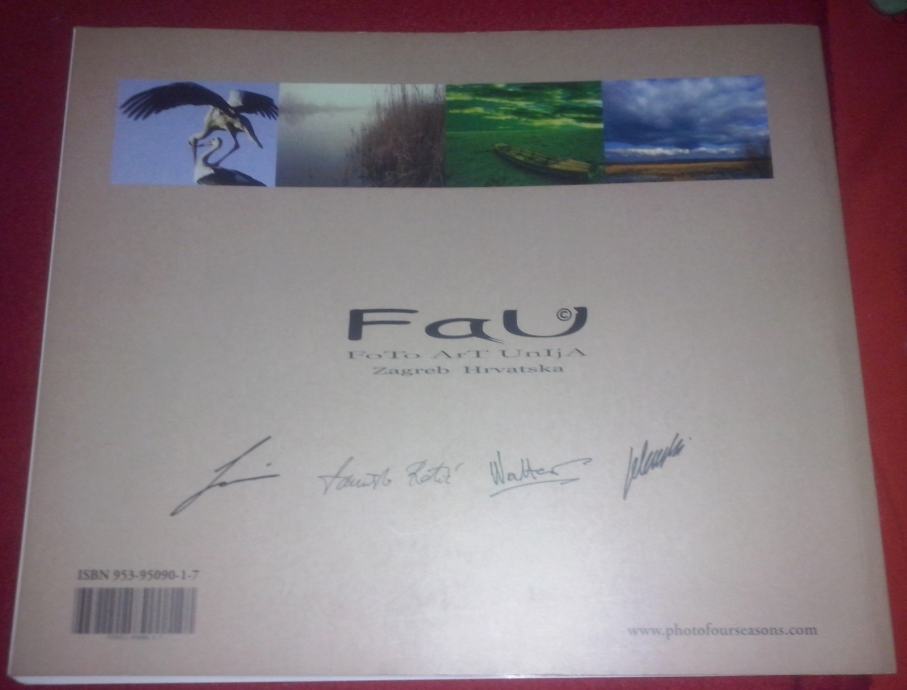 FaU ©
FoTo ArT UnIjA
Zagreb Hrvatska
Walter
ISBN 953-95090-1-7
www.photofourseasons.com